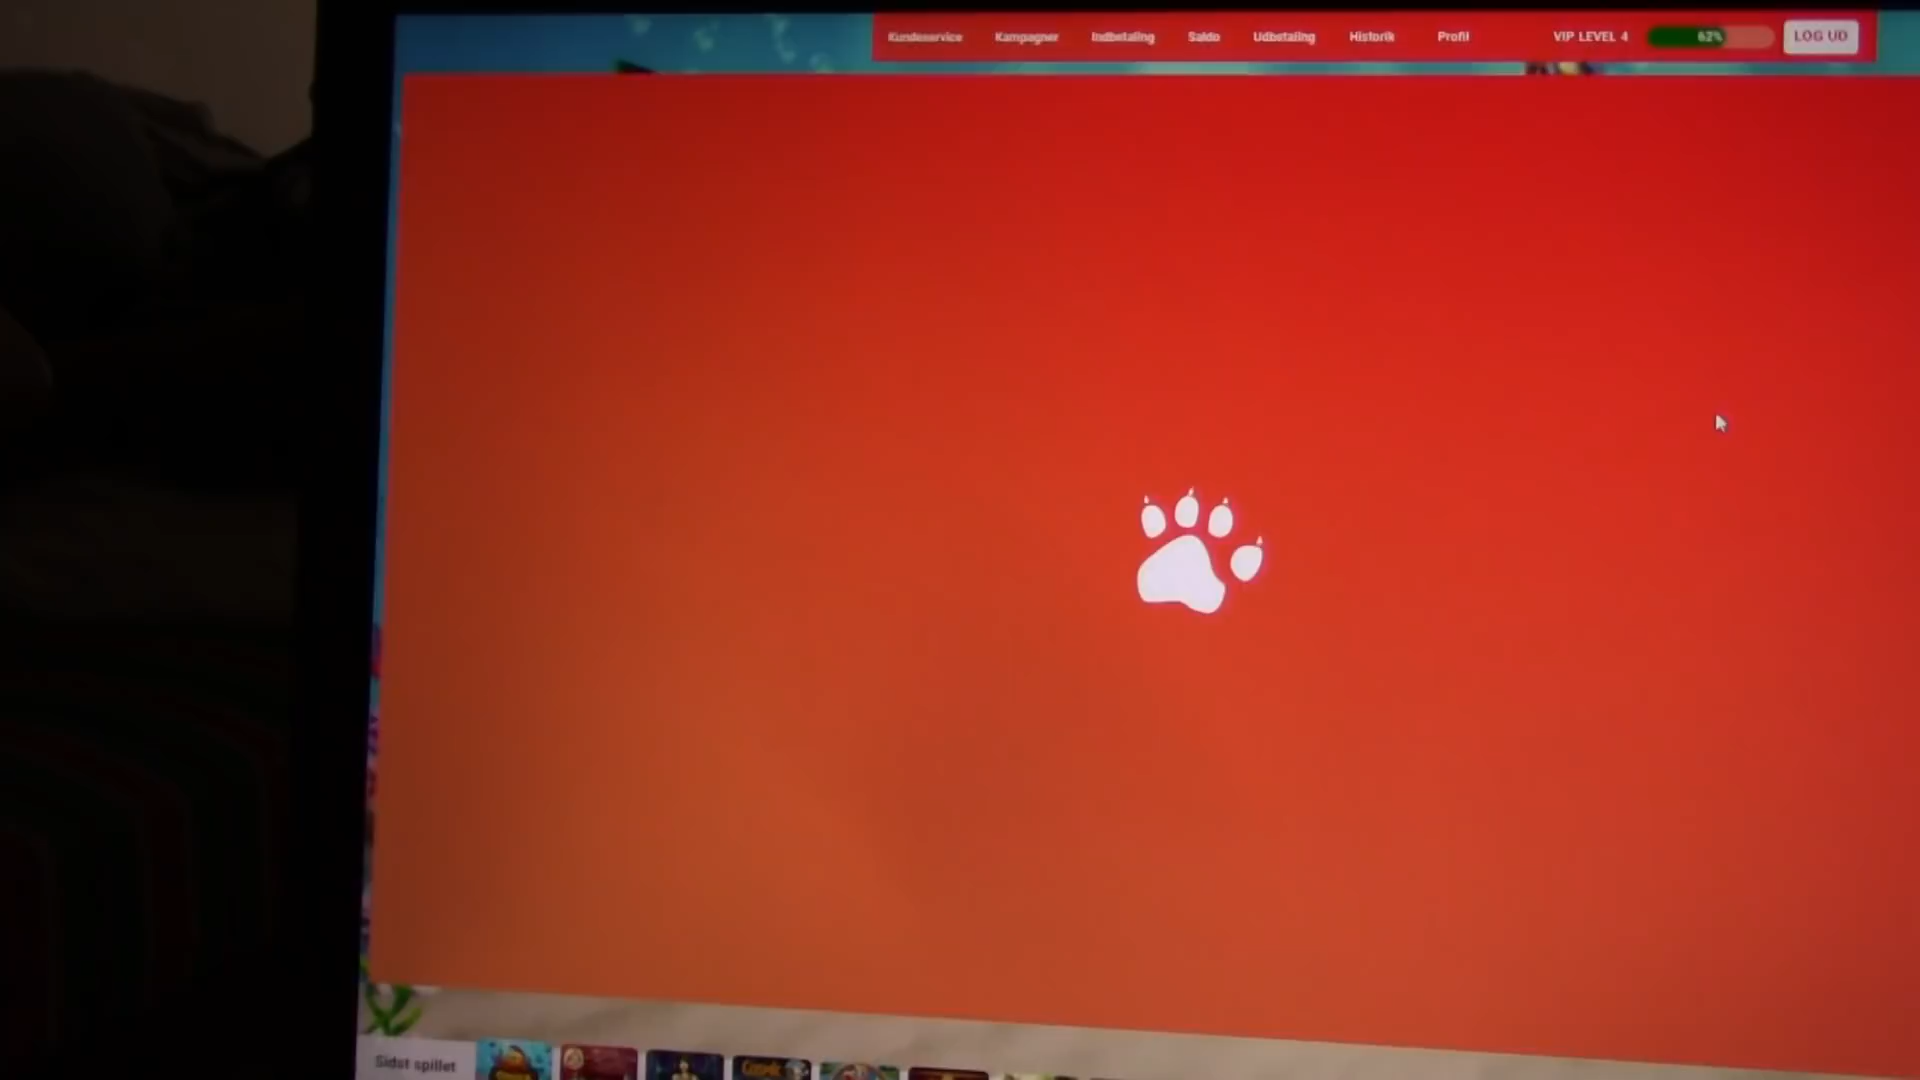 Kundeservice Kampagner Indbetaling Saldo Udbetaling Historik Profil VIP LEVEL 4 62% LOG UD
Sidst spillet